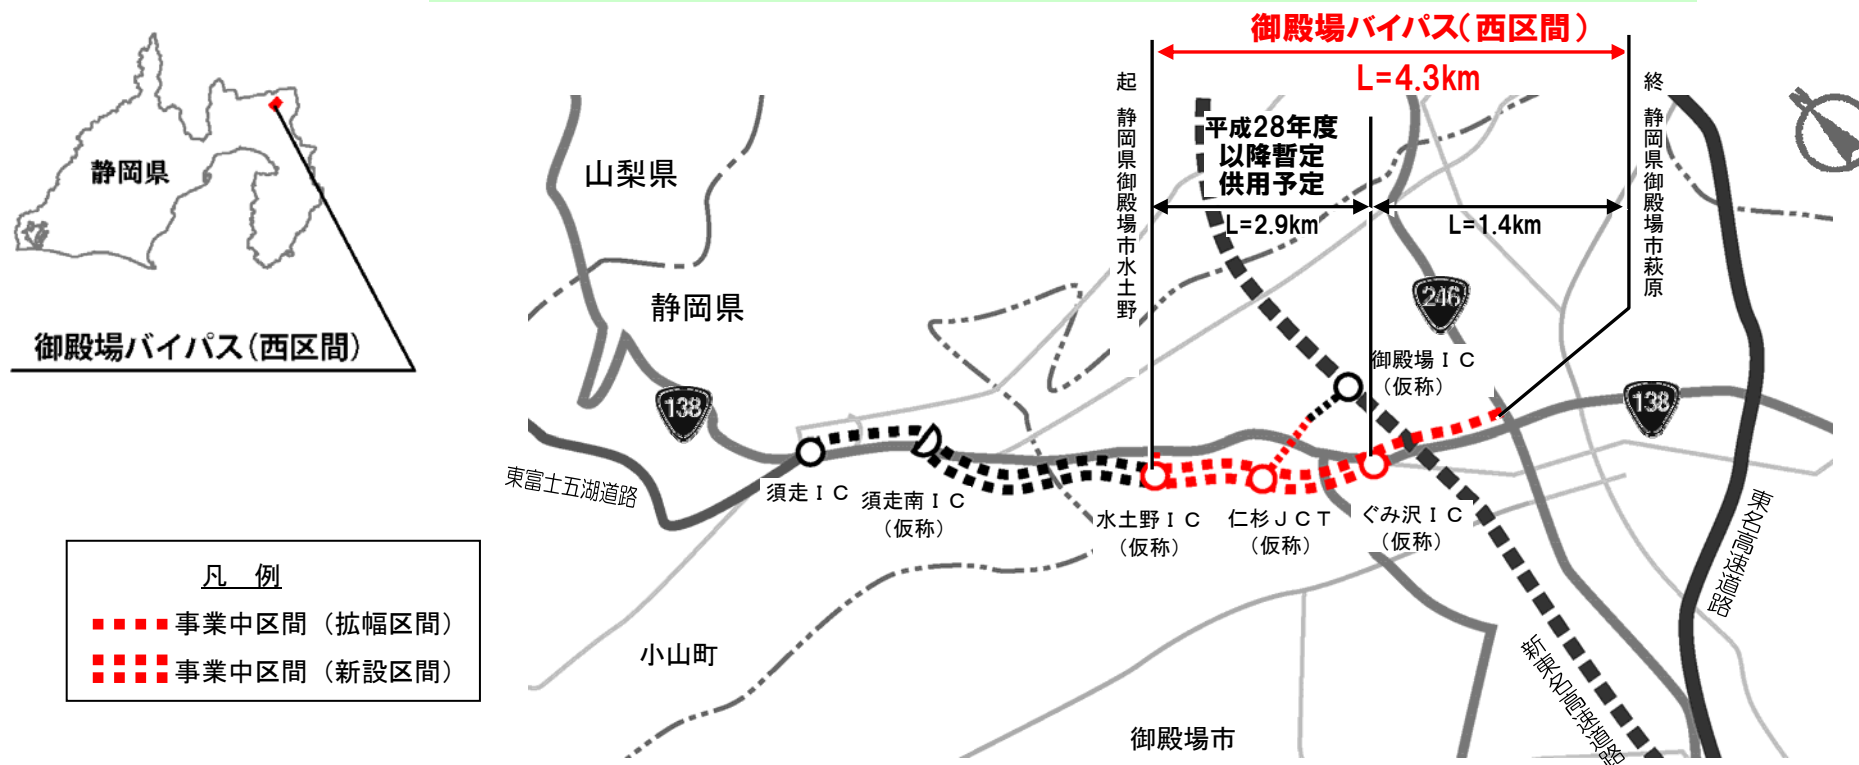 御殿場バイパス（西区間）
L=4.3km
起 静岡県御殿場市水土野
終 静岡県御殿場市萩原
平成28年度
以降暫定
供用予定
L=2.9km
L=1.4km
静岡県
御殿場バイパス（西区間）
山梨県
静岡県
246
138
138
御殿場ＩＣ
（仮称）
東富士五湖道路
須走ＩＣ
須走南ＩＣ
（仮称）
水土野ＩＣ
（仮称）
仁杉ＪＣＴ
（仮称）
ぐみ沢ＩＣ
（仮称）
東名高速道路
新東名高速道路
凡　例
事業中区間（拡幅区間）
事業中区間（新設区間）
小山町
御殿場市